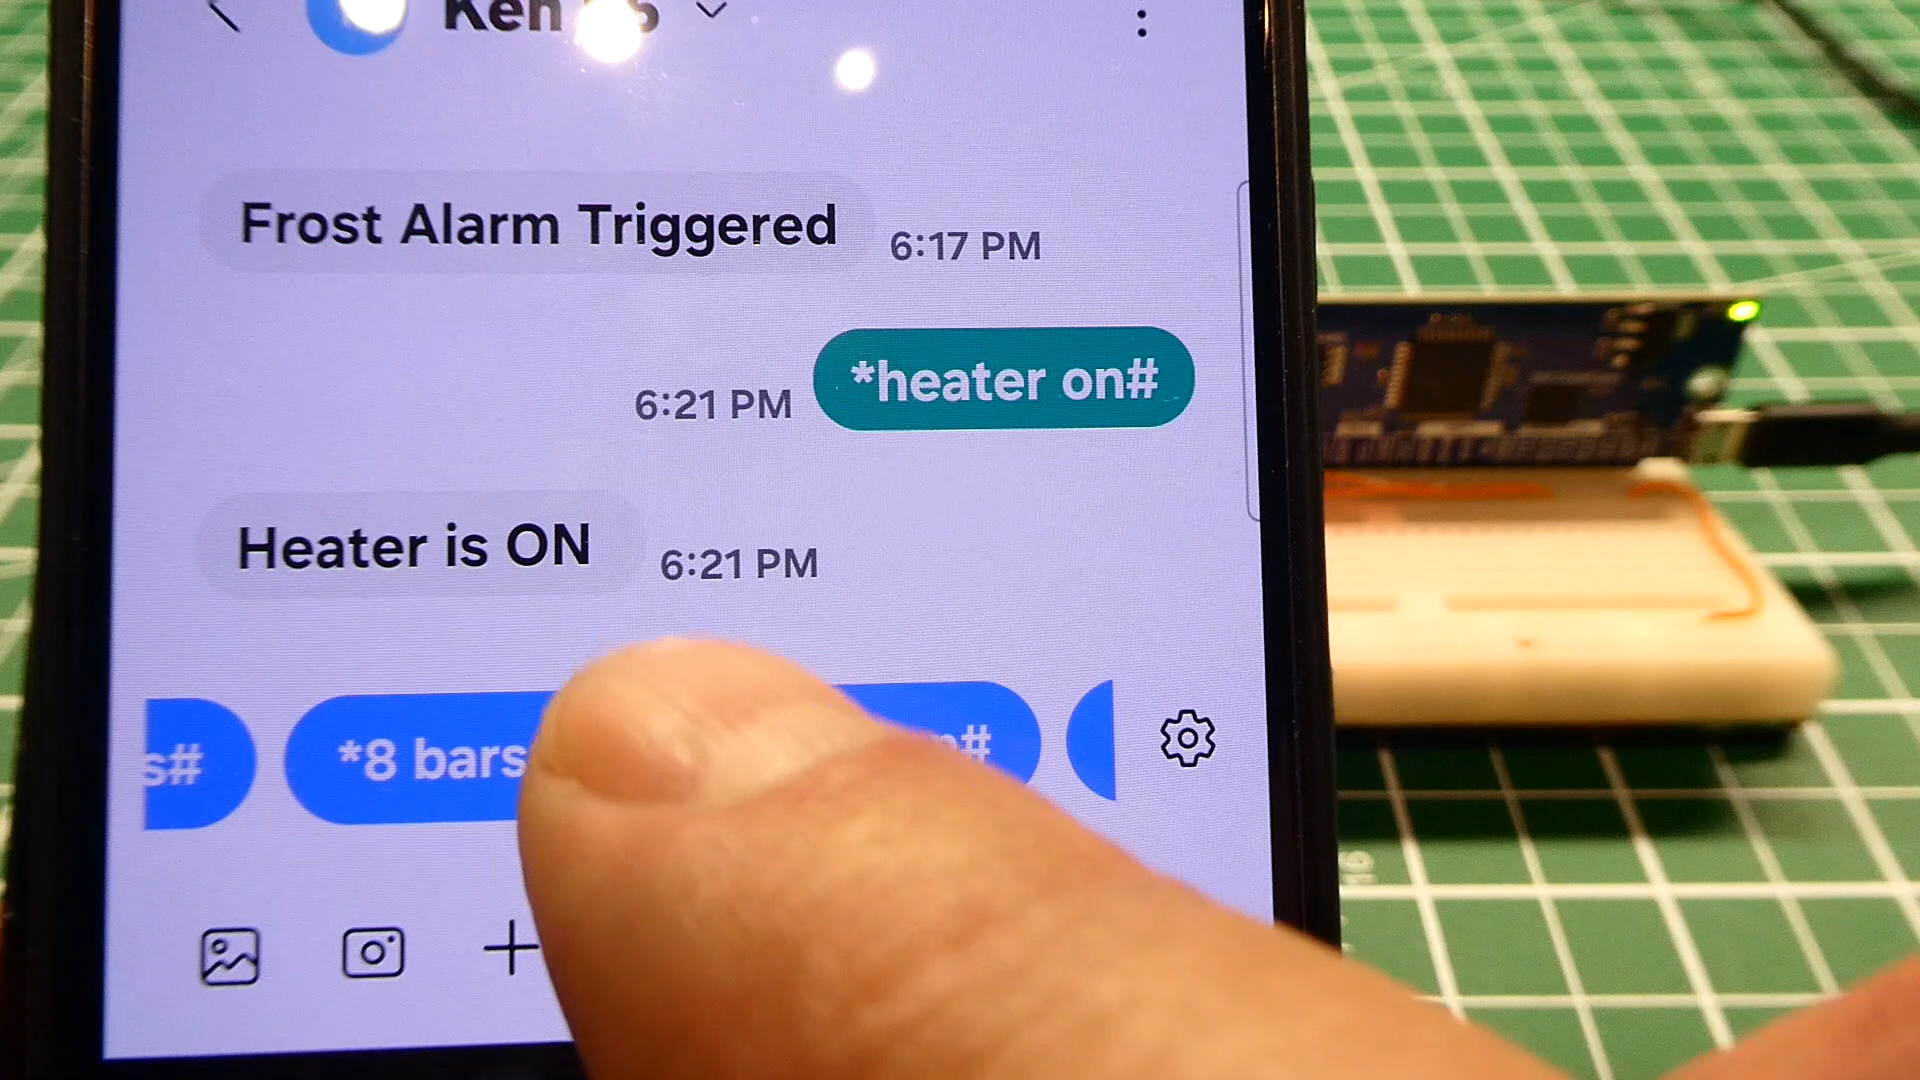 Ken
Frost Alarm Triggered
6:17 PM
6:21 PM
*heater on#
Heater is ON
6:21 PM
s#
*8 bars
n#